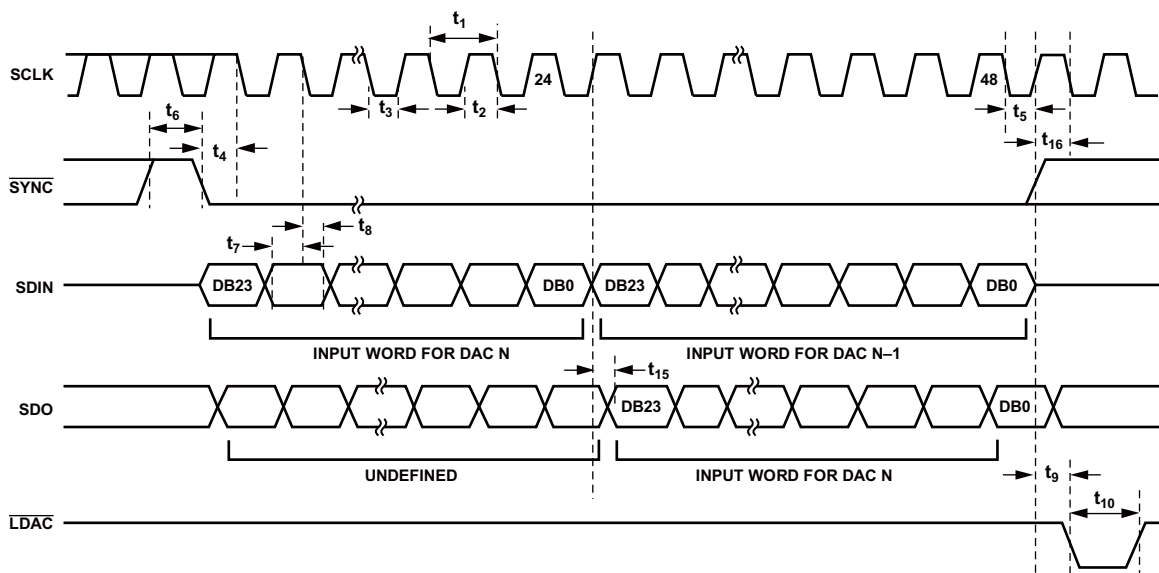 t1
SCLK
24
48
t3
t2
t5
t6
t4
t16
SYNC
t8
t7
SDIN
DB23
DB0
DB23
DB0
INPUT WORD FOR DAC N
INPUT WORD FOR DAC N–1
t15
SDO
DB23
DB0
UNDEFINED
INPUT WORD FOR DAC N
t9
t10
LDAC